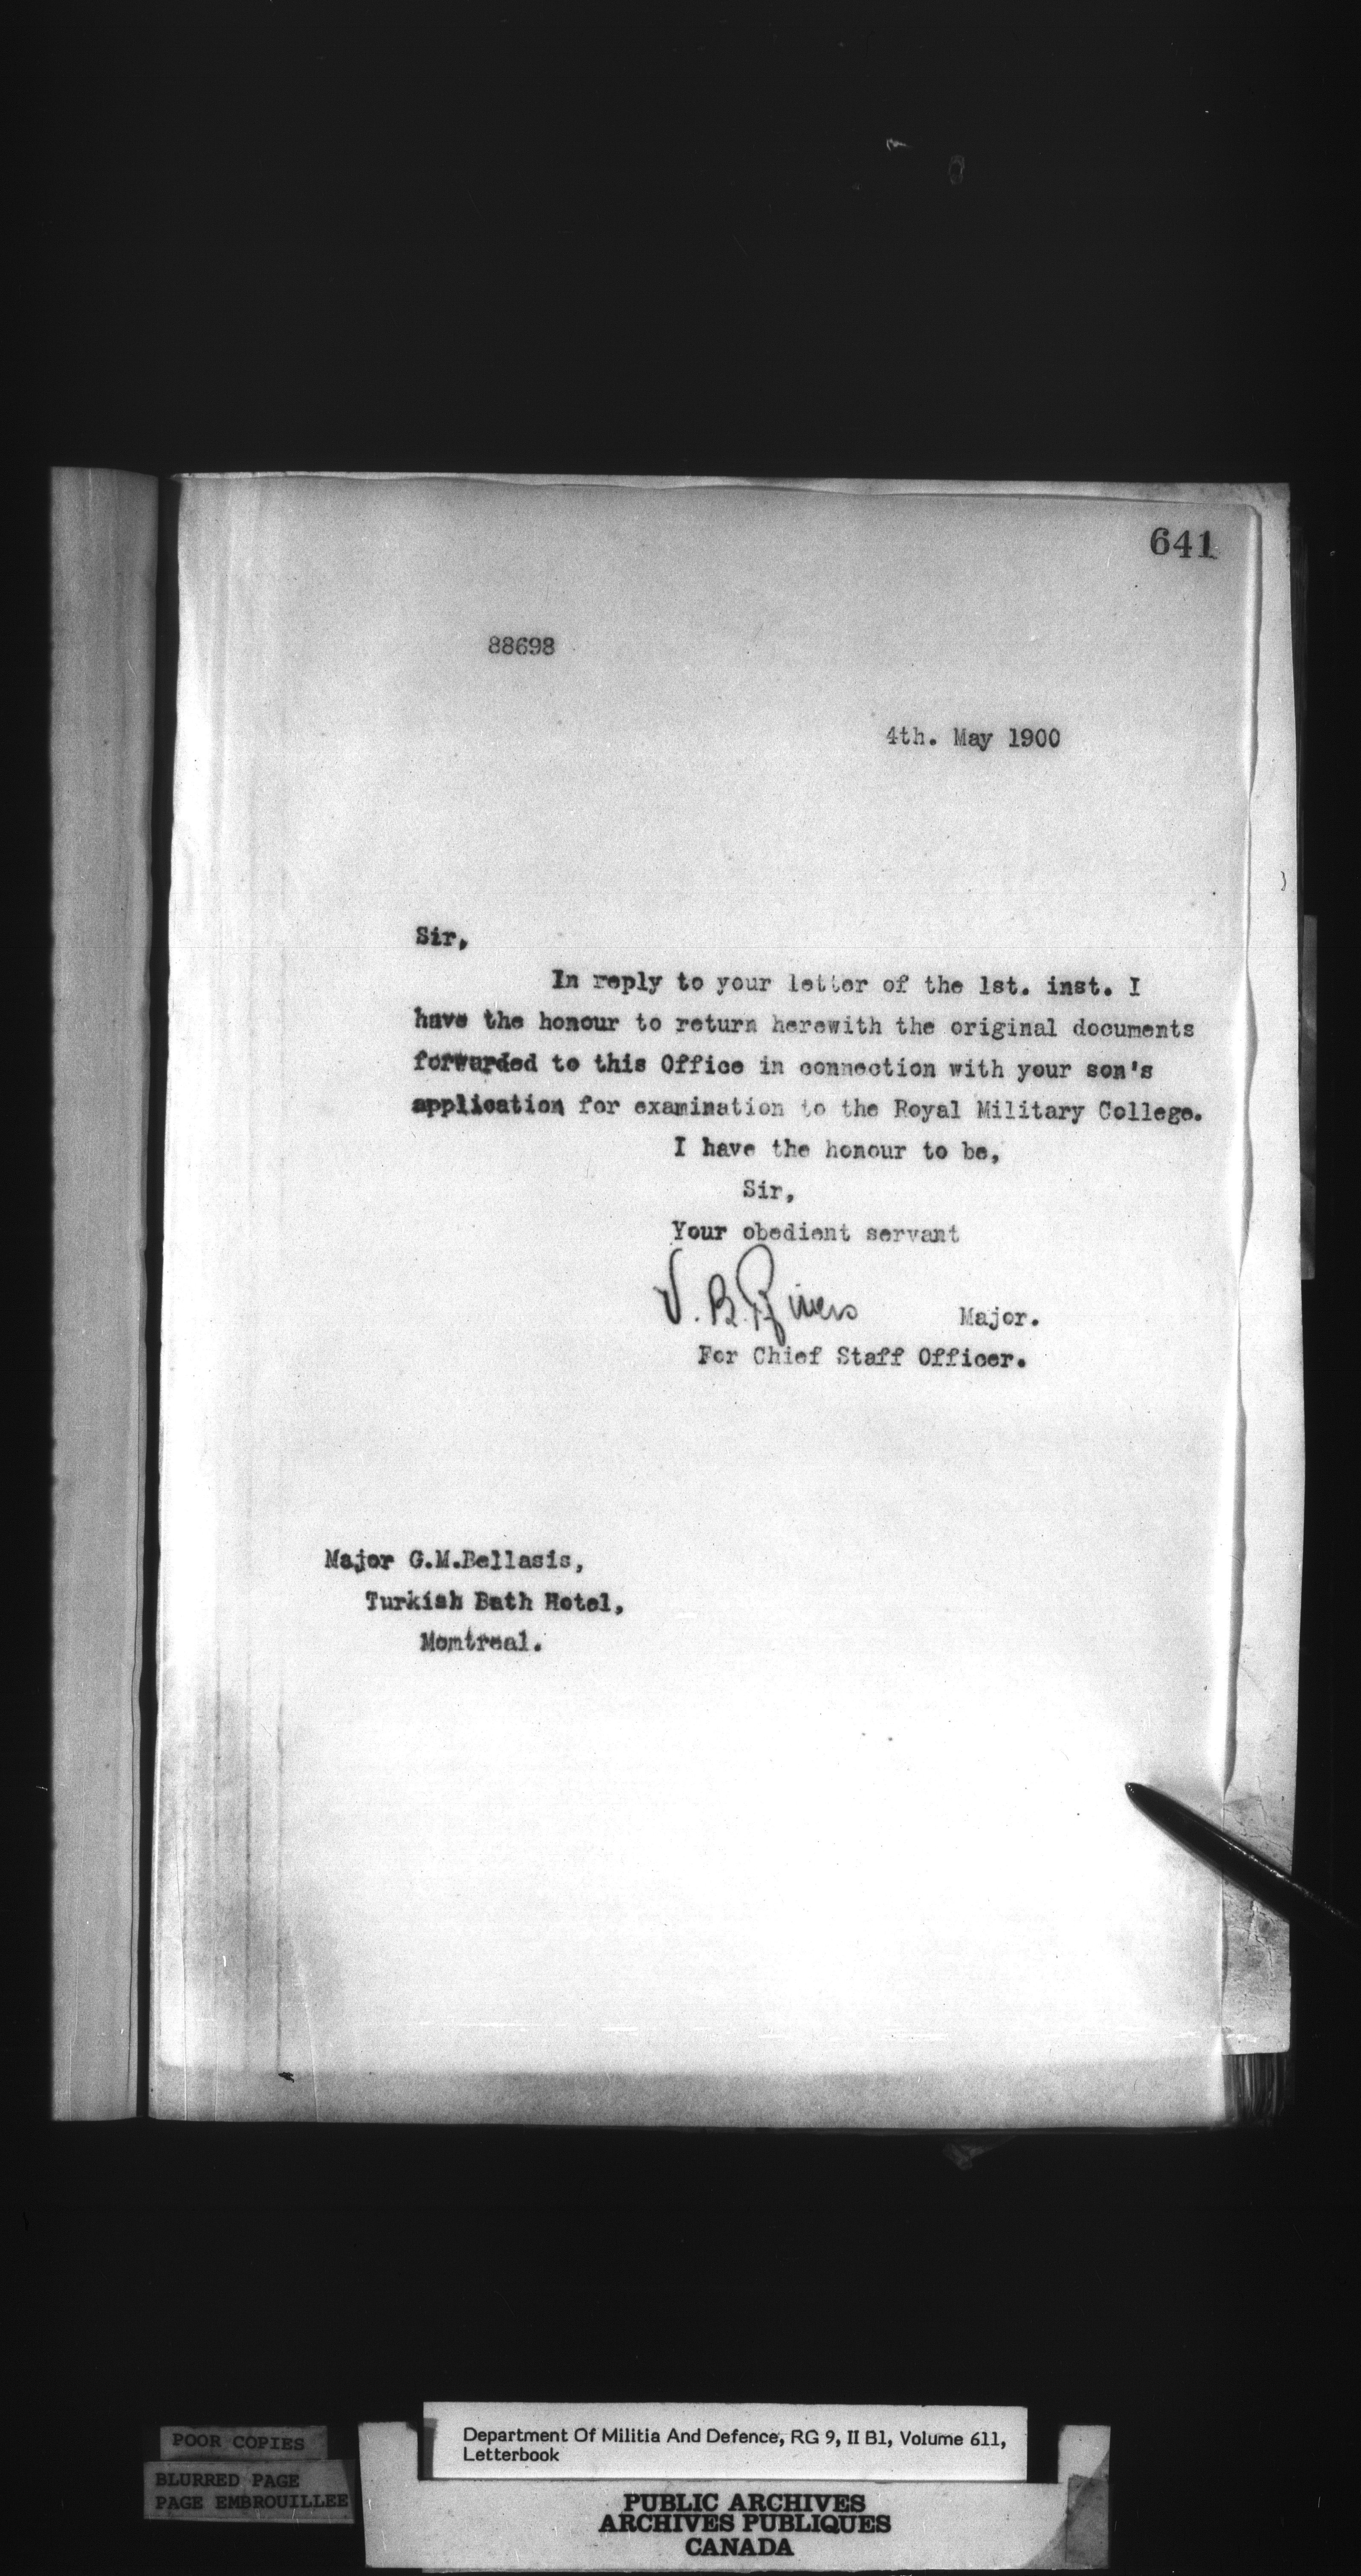 641
88698
4th. May 1900
Sir,
In reply to your letter of the 1st. inst. I
have the honour to return herewith the original documents
forwarded to this Office in connection with your son's
application for examination to the Royal Military College.
I have the honour to be,
Sir,
Your obedient servant
V. B. Rivers Major.
For Chief Staff Officer.
Major G.M.Bellasis,
Turkish Bath Hotel,
Montreal.
POOR COPIES
BLURRED PAGE
PAGE EMBROUILLEE
Department Of Militia And Defence, RG 9, II B1, Volume 611,
Letterbook
PUBLIC ARCHIVES
ARCHIVES PUBLIQUES
CANADA